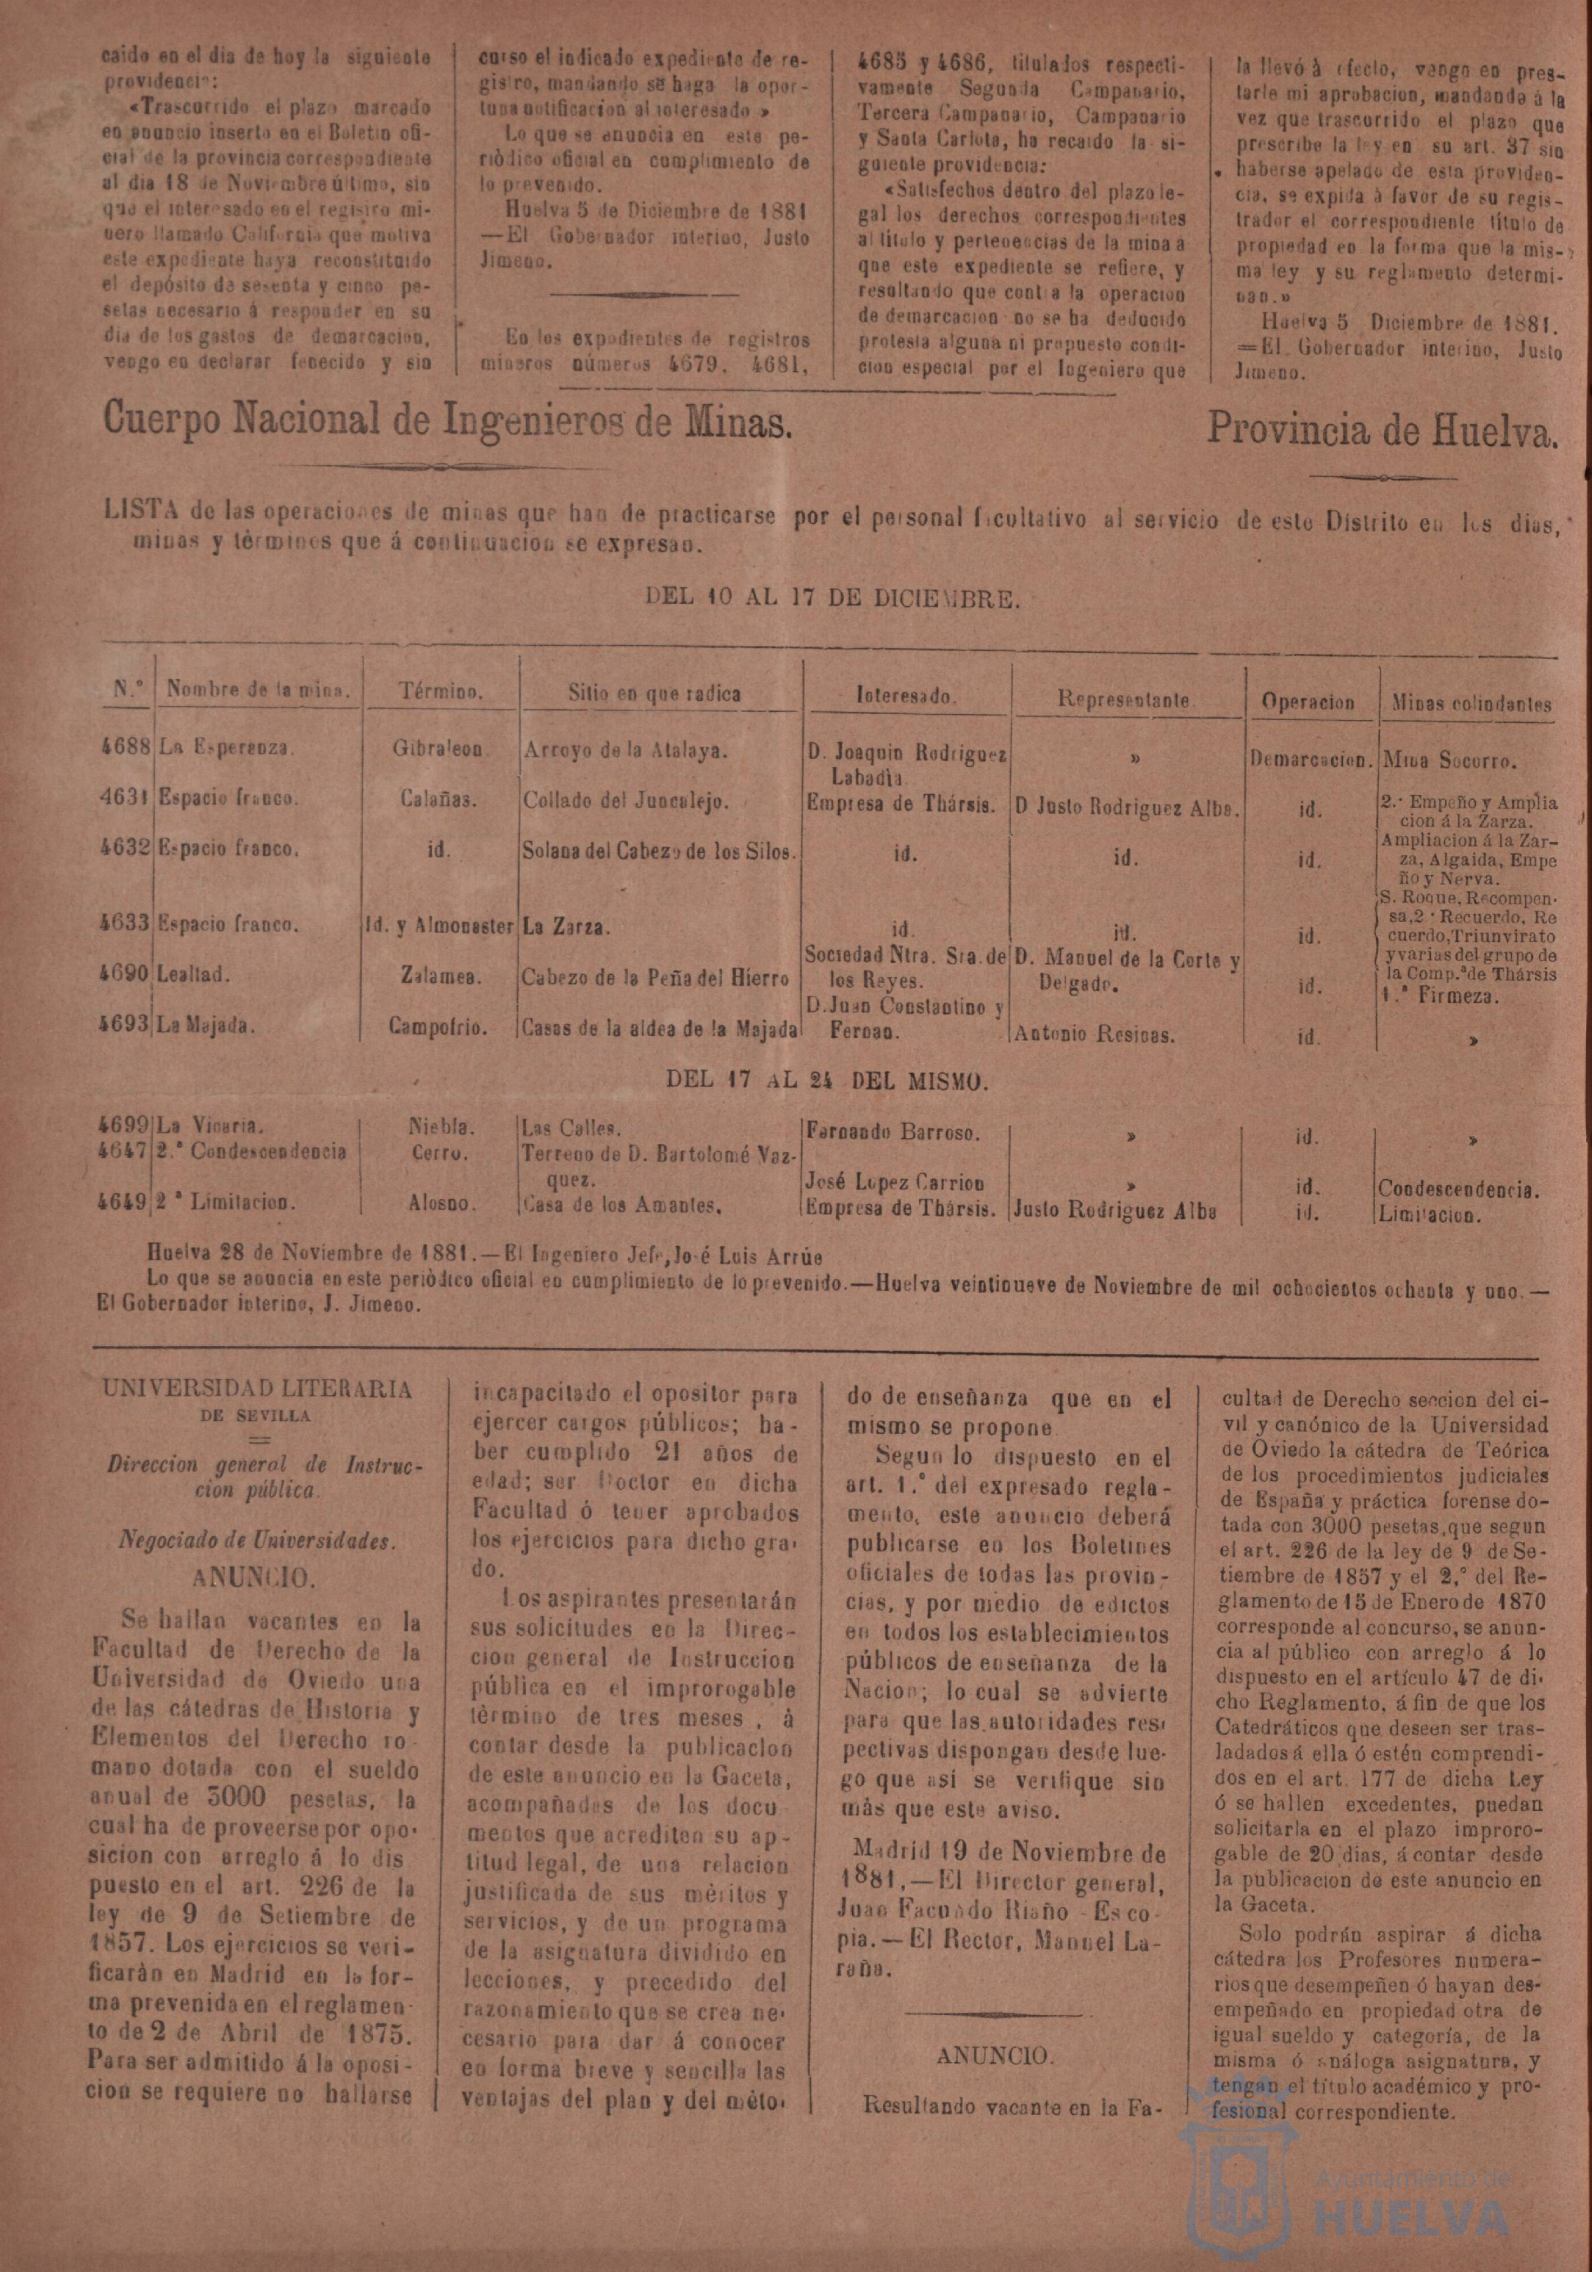 caido en el dia de hoy la siguiente
providencia:
«Trascurrido el plazo marcado
en anuncio inserto en el Boletin ofi-
cial de la provincia correspondiente
al dia 18 de Noviembre último, sin
que el interesado en el registro mi-
nero llamado California que motiva
este expediente haya reconstituido
el depósito de sesenta y cinco pe-
setas necesario á responder en su
dia de los gastos de demarcacion,
vengo en declarar fenecido y sin
curso el indicado expediente de re-
gistro, mandando se haga la opor-
tuna notificacion al interesado »
Lo que se anuncia en este pe-
riòdico oficial en cumplimiento de
lo prevenido.
Huelva 5 de Diciembre de 1881
—El Gobernador interino, Justo
Jimeno.
En los expedientes de registros
mineros números 4679, 4681,
4685 y 4686, titulados respecti-
vamente Segunda Campanario,
Tercera Campanario, Campanario
y Santa Carlota, ha recaido la si-
guiente providencia:
«Satisfechos dentro del plazo le-
gal los derechos correspondientes
al titulo y pertenencias de la mina á
que este expediente se refiere, y
resultando que contra la operacion
de demarcacion no se ha deducido
protesta alguna ni propuesto condi-
cion especial por el Ingeniero que
la llevó à efecto, vengo en pres-
tarle mi aprobacion, mandando á la
vez que trascurrido el plazo que
prescribe la ley en su art. 37 sin
haberse apelado de esta providen-
cia, se expida à favor de su regis-
trador el correspondiente título de
propiedad en la forma que la mis-
ma ley y su reglamento determi-
nan.»
Huelva 5 Diciembre de 1881.
=El Gobernador interino, Justo
Jimeno.
Cuerpo Nacional de Ingenieros de Minas. Provincia de Huelva.
LISTA de las operaciones de minas que han de practicarse por el personal facultativo al servicio de este Distrito en los dias,
minas y tèrminos que á continuacion se expresan.
DEL 10 AL 17 DE DICIEMBRE.
N.° Nombre de la mina. Término. Sitio en que radica Interesado. Representante. Operacion Minas colindantes
4688 La Esperanza. Gibraleon. Arroyo de la Atalaya. D. Joaquin Rodriguez Labadia. » Demarcacion. Mina Socorro.
4631 Espacio franco. Calañas. Collado del Juncalejo. Empresa de Thársis. D Justo Rodriguez Alba. id. 2.ª Empeño y Amplia
cion á la Zarza.
4632 Espacio franco. id. Solana del Cabezo de los Silos. id. id. id. Ampliacion á la Zar-
za, Algaida, Empe
ño y Nerva.
4633 Espacio franco. Id. y Almonaster La Zarza. id. id. id. S. Roque, Recompen-
sa, 2.ª Recuerdo, Re
cuerdo, Triunvirato
y varias del grupo de
la Comp.ª de Thársis
4690 Lealtad. Zalamea. Cabezo de la Peña del Hierro Sociedad Ntra. Sra. de los Reyes. D. Manuel de la Corte y Delgado. id. 1.ª Firmeza.
4693 La Majada. Campofrio. Casas de la aldea de la Majada D. Juan Constantino y Fernan. Antonio Resinas. id. »
DEL 17 AL 24 DEL MISMO.
4699 La Vicaria. Niebla. Las Calles. Fernando Barroso. » id. »
4647 2.ª Condescendencia Cerro. Terreno de D. Bartolomé Vaz-
quez. José Lopez Carrion » id. Condescendencia.
4649 2.ª Limitacion. Alosno. Casa de los Amantes. Empresa de Thársis. Justo Rodriguez Alba id. Limitacion.
Huelva 28 de Noviembre de 1881.—El Ingeniero Jefe, José Luis Arrúe
Lo que se anuncia en este periòdico oficial en cumplimiento de lo prevenido.—Huelva veintinueve de Noviembre de mil ochocientos ochenta y uno.—
El Gobernador interino, J. Jimeno.
UNIVERSIDAD LITERARIA
DE SEVILLA
Direccion general de Instruc-
cion pública.
Negociado de Universidades.
ANUNCIO.
Se hallan vacantes en la
Facultad de Derecho de la
Universidad de Oviedo una
de las cátedras de Historia y
Elementos del Derecho ro-
mano dotada con el sueldo
anual de 3000 pesetas, la
cual ha de proveerse por opo-
sicion con arreglo á lo dis
puesto en el art. 226 de la
ley de 9 de Setiembre de
1857. Los ejercicios se veri-
ficaràn en Madrid en la for-
ma prevenida en el reglamen-
to de 2 de Abril de 1875.
Para ser admitido á la oposi-
cion se requiere no hallarse
incapacitado el opositor para
ejercer cargos públicos; ha-
ber cumplido 21 años de
edad; ser Doctor en dicha
Facultad ó tener aprobados
los ejercicios para dicho gra-
do.
Los aspirantes presentarán
sus solicitudes en la Direc-
cion general de Instruccion
pública en el improrogable
tèrmino de tres meses, à
contar desde la publicacion
de este anuncio en la Gaceta,
acompañadas de los docu
mentos que acrediten su ap-
titud legal, de una relacion
justificada de sus mèritos y
servicios, y de un programa
de la asignatura dividido en
lecciones, y precedido del
razonamiento que se crea ne-
cesario para dar á conocer
en forma breve y sencilla las
ventajas del plan y del mèto-
do de enseñanza que en el
mismo se propone.
Segun lo dispuesto en el
art. 1.° del expresado regla-
mento, este anuncio deberá
publicarse en los Boletines
oficiales de todas las provin-
cias, y por medio de edictos
en todos los establecimientos
públicos de enseñanza de la
Nacion; lo cual se advierte
para que las autoridades res-
pectivas dispongan desde lue-
go que así se verifique sin
más que este aviso.
Madrid 19 de Noviembre de
1881.—El Director general,
Juan Facundo Riaño - Es co-
pia.—El Rector, Manuel La-
raña.
ANUNCIO.
Resultando vacante en la Fa-
cultad de Derecho seccion del ci-
vil y canónico de la Universidad
de Oviedo la cátedra de Teórica
de los procedimientos judiciales
de España y práctica forense do-
tada con 3000 pesetas, que segun
el art. 226 de la ley de 9 de Se-
tiembre de 1857 y el 2.° del Re-
glamento de 15 de Enero de 1870
corresponde al concurso, se anun-
cia al público con arreglo á lo
dispuesto en el artículo 47 de di-
cho Reglamento, á fin de que los
Catedráticos que deseen ser tras-
ladados á ella ó estén comprendi-
dos en el art. 177 de dicha Ley
ó se hallen excedentes, puedan
solicitarla en el plazo improro-
gable de 20 dias, á contar desde
la publicacion de este anuncio en
la Gaceta.
Solo podrán aspirar á dicha
cátedra los Profesores numera-
rios que desempeñen ó hayan des-
empeñado en propiedad otra de
igual sueldo y categoría, de la
misma ó análoga asignatura, y
tengan el título académico y pro-
fesional correspondiente.
Ayuntamiento de
HUELVA